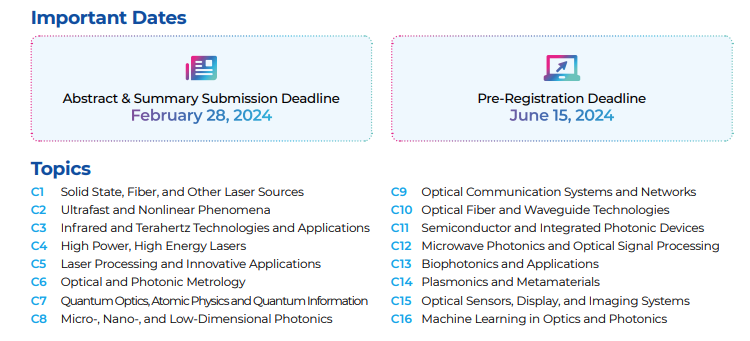 Important Dates
Abstract & Summary Submission Deadline
February 28, 2024
Pre-Registration Deadline
June 15, 2024
Topics
C1 Solid State, Fiber, and Other Laser Sources
C2 Ultrafast and Nonlinear Phenomena
C3 Infrared and Terahertz Technologies and Applications
C4 High Power, High Energy Lasers
C5 Laser Processing and Innovative Applications
C6 Optical and Photonic Metrology
C7 Quantum Optics, Atomic Physics and Quantum Information
C8 Micro-, Nano-, and Low-Dimensional Photonics
C9 Optical Communication Systems and Networks
C10 Optical Fiber and Waveguide Technologies
C11 Semiconductor and Integrated Photonic Devices
C12 Microwave Photonics and Optical Signal Processing
C13 Biophotonics and Applications
C14 Plasmonics and Metamaterials
C15 Optical Sensors, Display, and Imaging Systems
C16 Machine Learning in Optics and Photonics